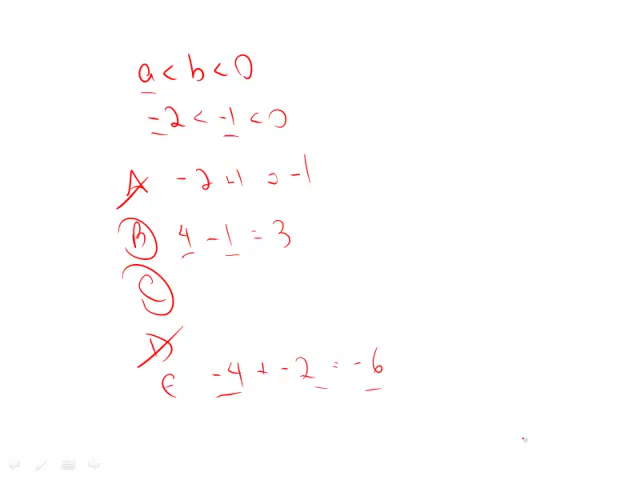 a < b < 0
-2 < -1 < 0
A -2 + 1 = -1
B 4 - 1 = 3
C
D
E -4 + -2 = -6